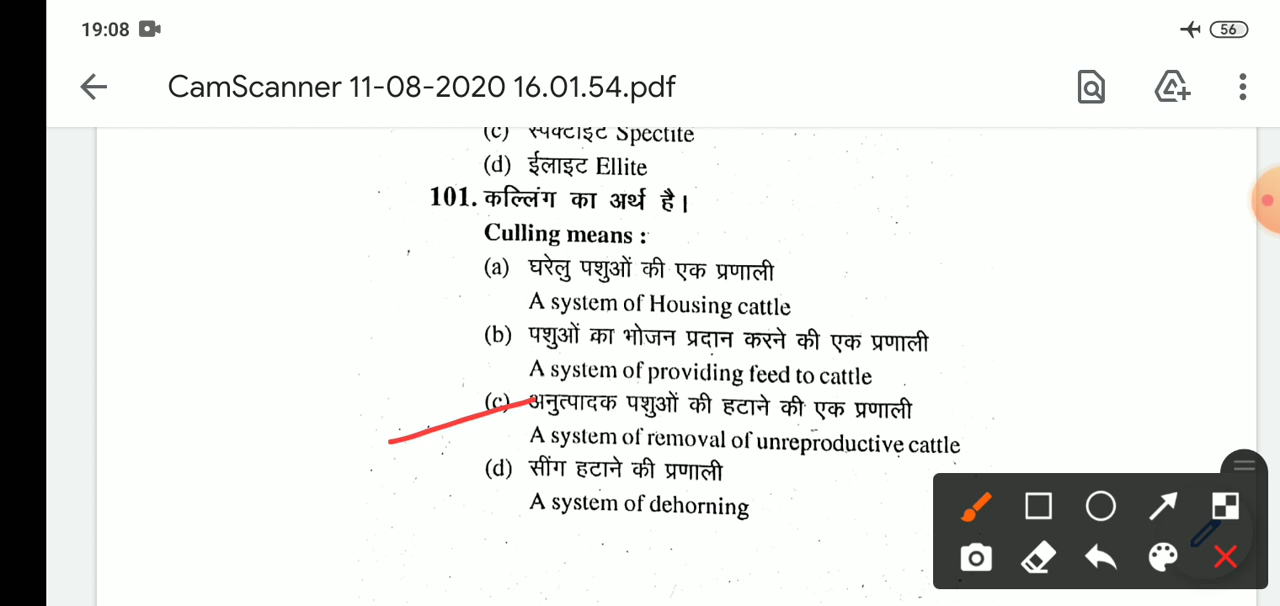 19:08
56
CamScanner 11-08-2020 16.01.54.pdf
(c) स्पेक्टाइट Spectite
(d) ईलाइट Ellite
101. कल्लिंग का अर्थ है।
Culling means :
(a) घरेलु पशुओं की एक प्रणाली
A system of Housing cattle
(b) पशुओं का भोजन प्रदान करने की एक प्रणाली
A system of providing feed to cattle
(c) अनुत्पादक पशुओं की हटाने की एक प्रणाली
A system of removal of unreproductive cattle
(d) सींग हटाने की प्रणाली
A system of dehorning